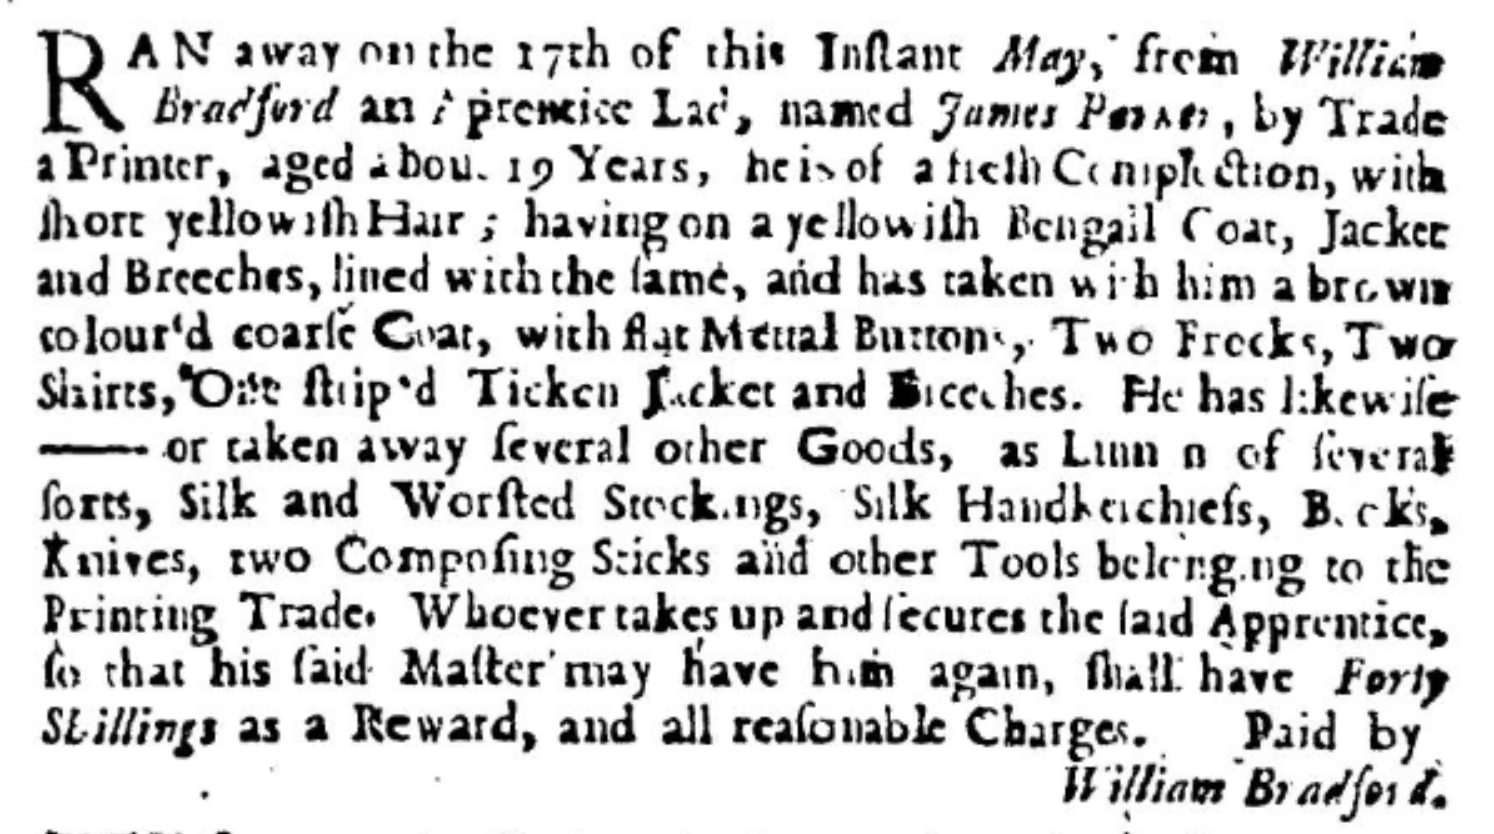 RAN away on the 17th of this Inſtant May, from William
Bradford an Apprentice Lad, named James Parker, by Trade
a Printer, aged about 19 Years, he is of a freſh Complection, with
ſhort yellowiſh Hair; having on a yellowiſh Bengall Coat, Jacket
and Breeches, lined with the ſame, and has taken with him a brown
colour'd coarſe Coat, with flat Mettal Buttons, Two Frocks, Two
Shirts, One ſtrip'd Ticken Jacket and Breeches. He has likewiſe
—— or taken away ſeveral other Goods, as Linnen of ſeveral
ſorts, Silk and Worſted Stockings, Silk Handkerchiefs, Books,
Knives, two Compoſing Sticks and other Tools belonging to the
Printing Trade. Whoever takes up and ſecures the ſaid Apprentice,
ſo that his ſaid Maſter may have him again, ſhall have Forty
Shillings as a Reward, and all reaſonable Charges. Paid by
William Bradford.